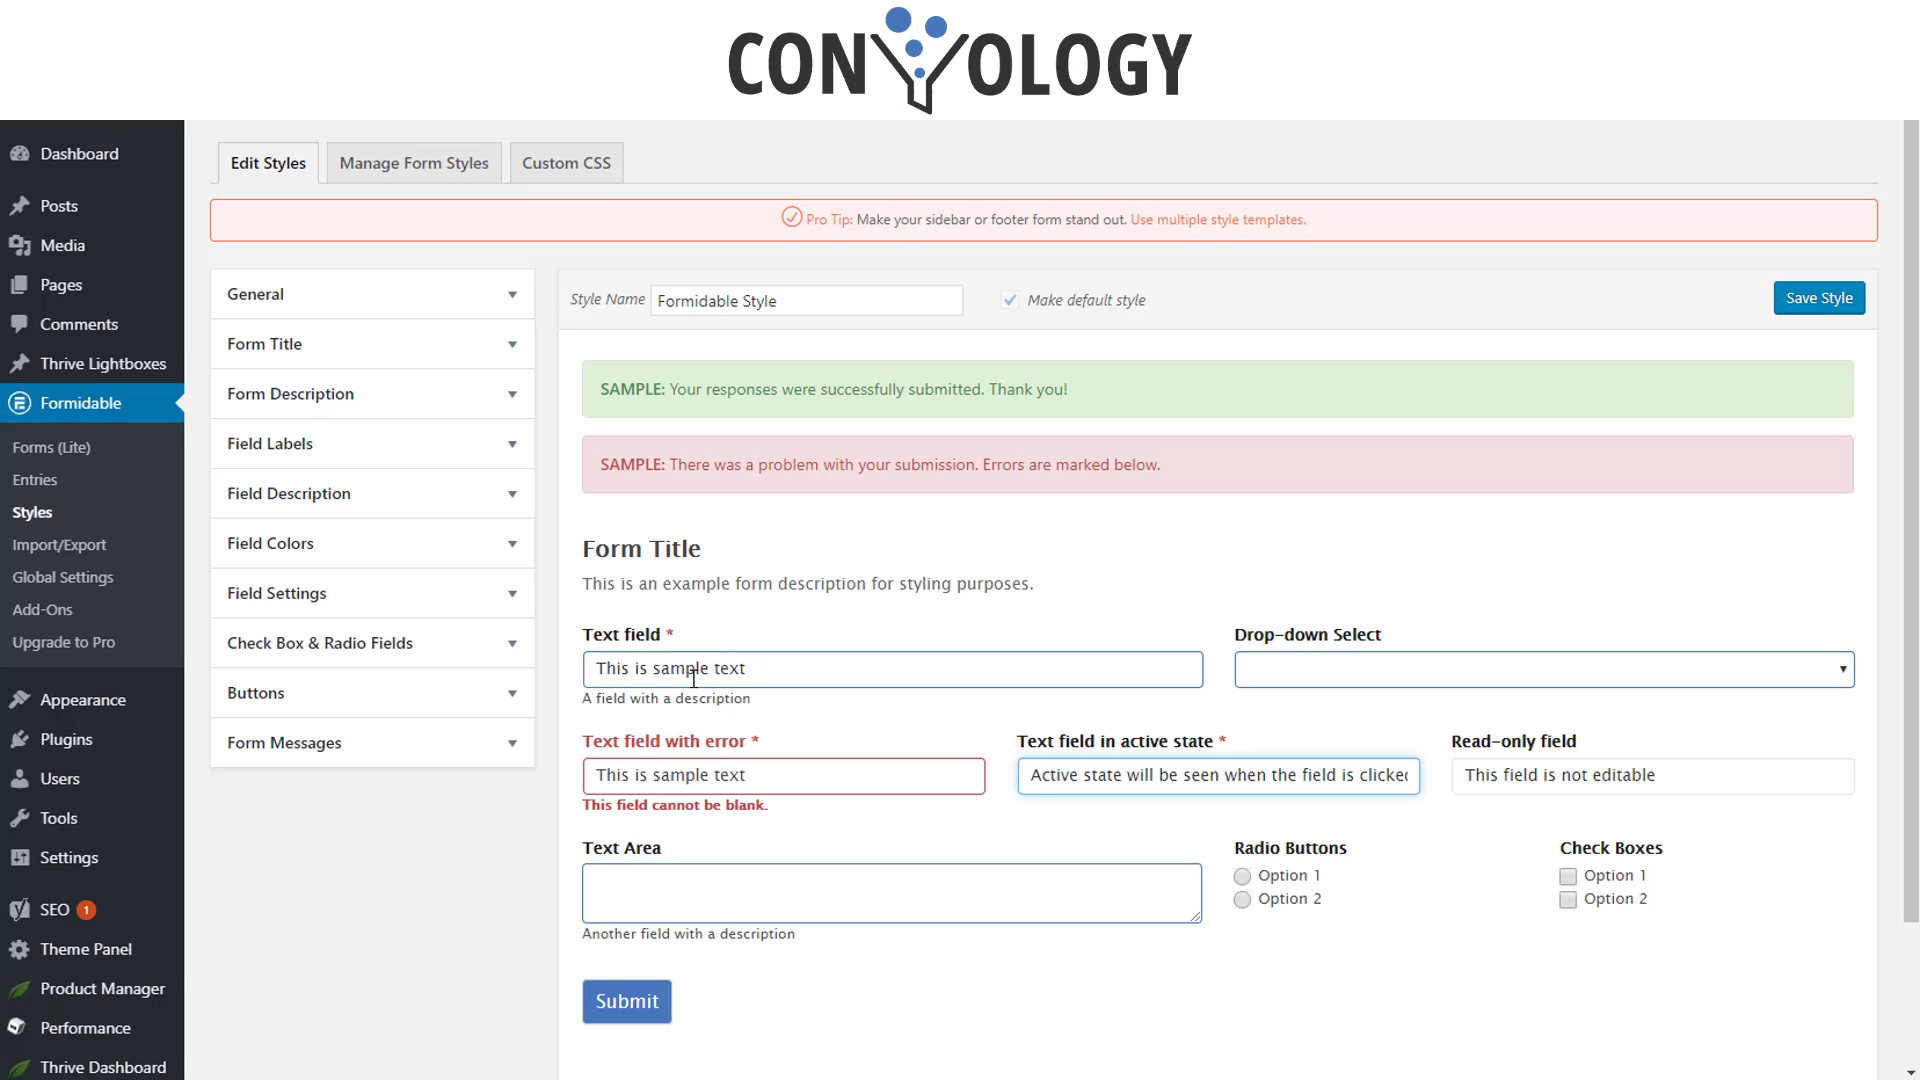 CONVOLOGY
Dashboard
Posts
Media
Pages
Comments
Thrive Lightboxes
Formidable
Forms (Lite)
Entries
Styles
Import/Export
Global Settings
Add-Ons
Upgrade to Pro
Appearance
Plugins
Users
Tools
Settings
SEO 1
Theme Panel
Product Manager
Performance
Thrive Dashboard
Edit Styles
Manage Form Styles
Custom CSS
Pro Tip: Make your sidebar or footer form stand out. Use multiple style templates.
General
Form Title
Form Description
Field Labels
Field Description
Field Colors
Field Settings
Check Box & Radio Fields
Buttons
Form Messages
Style Name Formidable Style
Make default style
Save Style
SAMPLE: Your responses were successfully submitted. Thank you!
SAMPLE: There was a problem with your submission. Errors are marked below.
Form Title
This is an example form description for styling purposes.
Text field *
This is sample text
A field with a description
Drop-down Select
Text field with error *
This is sample text
This field cannot be blank.
Text field in active state *
Active state will be seen when the field is clicked
Read-only field
This field is not editable
Text Area
Another field with a description
Radio Buttons
Option 1
Option 2
Check Boxes
Option 1
Option 2
Submit